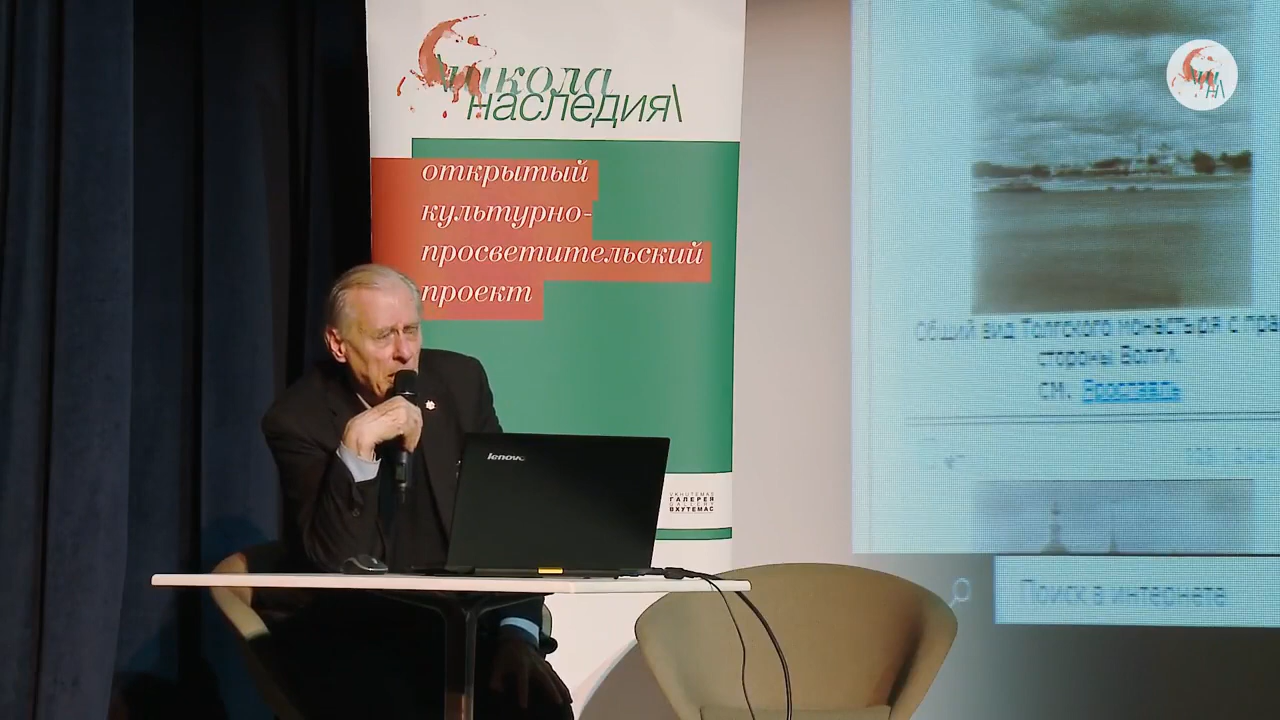 \школа
наследия\
открытый
культурно-
просветительский
проект
lenovo
VKHUTEMAS
ГАЛЕРЕЯ
ВХУТЕМАС
Общий вид Толгского монастыря с
стороны Волги.
см. Ярославль
Поиск в интернете